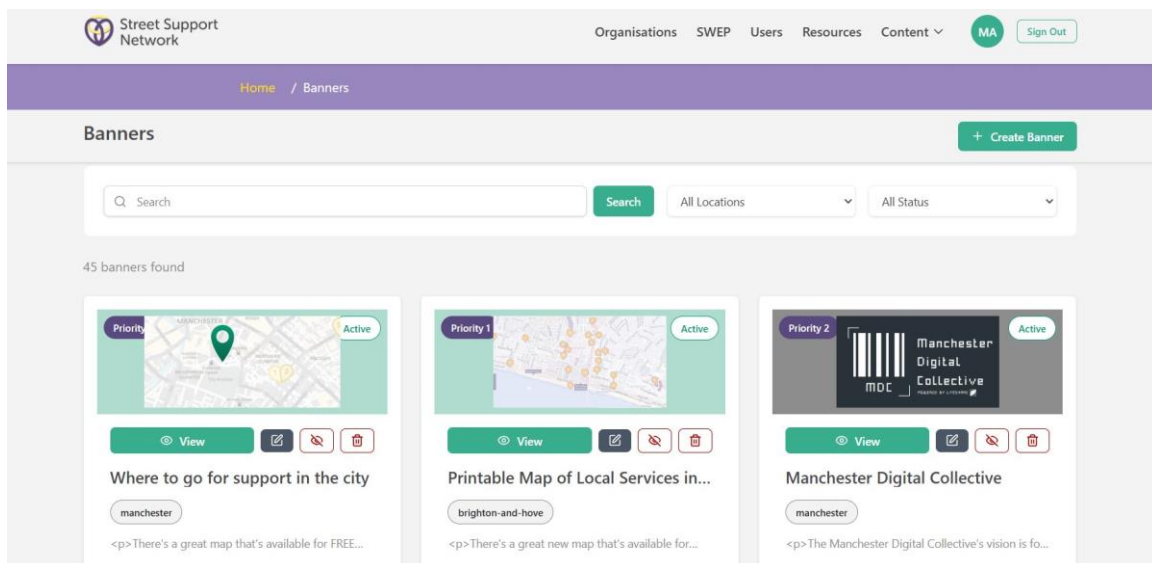 Street Support
Network
Organisations SWEP Users Resources Content MA Sign Out
Home / Banners
Banners
+ Create Banner
Search Search All Locations All Status
45 banners found
Priority Active
MANCHESTER
Priority 1 Active
Priority 2 Active
Manchester
Digital
Collective
MDC
View View View
Where to go for support in the city
Printable Map of Local Services in...
Manchester Digital Collective
manchester brighton-and-hove manchester
<p>There's a great map that's available for FREE...
<p>There's a great new map that's available for...
<p>The Manchester Digital Collective's vision is fo...